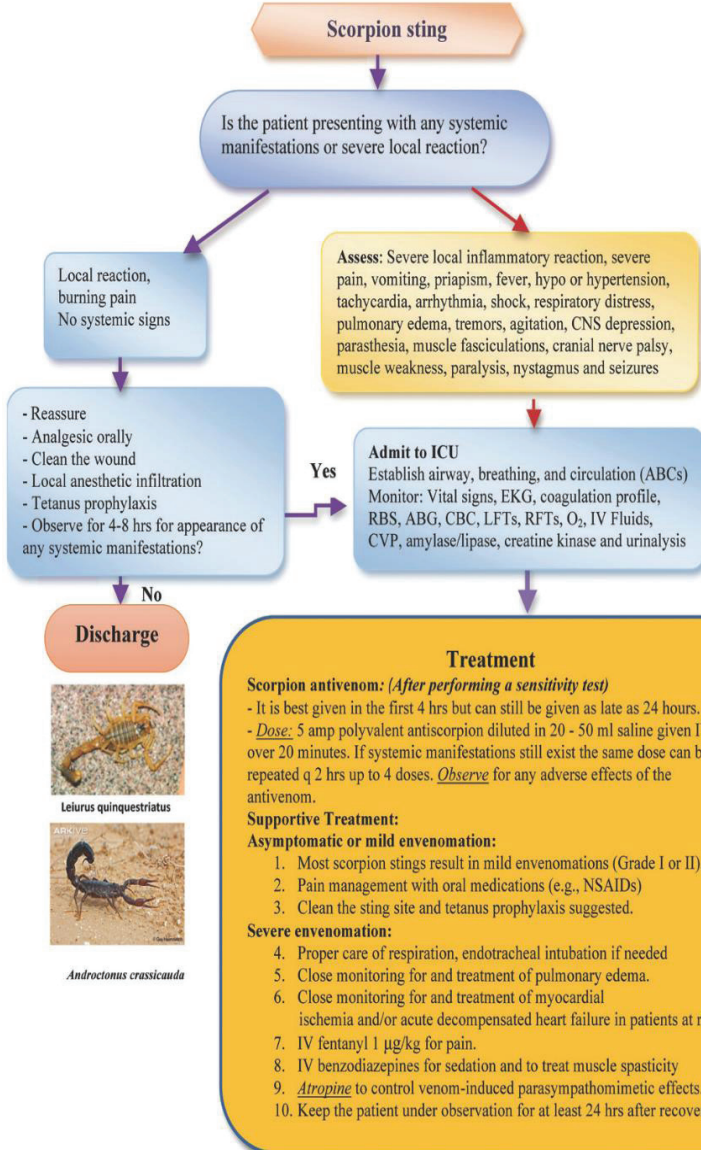 Scorpion sting
Is the patient presenting with any systemic
manifestations or severe local reaction?
Local reaction,
burning pain
No systemic signs
Assess: Severe local inflammatory reaction, severe
pain, vomiting, priapism, fever, hypo or hypertension,
tachycardia, arrhythmia, shock, respiratory distress,
pulmonary edema, tremors, agitation, CNS depression,
parasthesia, muscle fasciculations, cranial nerve palsy,
muscle weakness, paralysis, nystagmus and seizures
- Reassure
- Analgesic orally
- Clean the wound
- Local anesthetic infiltration
- Tetanus prophylaxis
- Observe for 4-8 hrs for appearance of
any systemic manifestations?
Yes
Admit to ICU
Establish airway, breathing, and circulation (ABCs)
Monitor: Vital signs, EKG, coagulation profile,
RBS, ABG, CBC, LFTs, RFTs, O₂, IV Fluids,
CVP, amylase/lipase, creatine kinase and urinalysis
No
Discharge
Leiurus quinquestriatus
ARKive
Androctonus crassicauda
Treatment
Scorpion antivenom: (After performing a sensitivity test)
- It is best given in the first 4 hrs but can still be given as late as 24 hours.
- Dose: 5 amp polyvalent antiscorpion diluted in 20 - 50 ml saline given
over 20 minutes. If systemic manifestations still exist the same dose can
repeated q 2 hrs up to 4 doses. Observe for any adverse effects of the
antivenom.
Supportive Treatment:
Asymptomatic or mild envenomation:
1. Most scorpion stings result in mild envenomations (Grade I or II)
2. Pain management with oral medications (e.g., NSAIDs)
3. Clean the sting site and tetanus prophylaxis suggested.
Severe envenomation:
4. Proper care of respiration, endotracheal intubation if needed
5. Close monitoring for and treatment of pulmonary edema.
6. Close monitoring for and treatment of myocardial
ischemia and/or acute decompensated heart failure in patients at
7. IV fentanyl 1 µg/kg for pain.
8. IV benzodiazepines for sedation and to treat muscle spasticity
9. Atropine to control venom-induced parasympathomimetic effects.
10. Keep the patient under observation for at least 24 hrs after